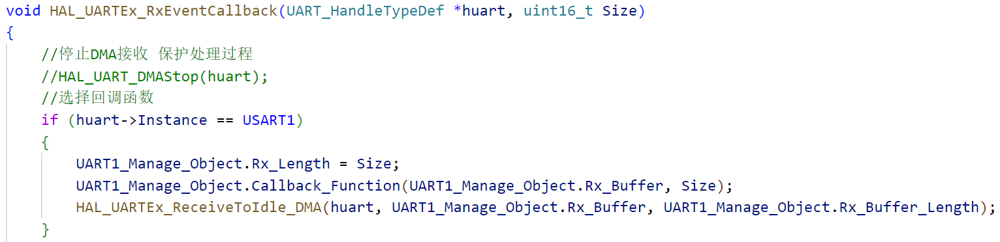 void HAL_UARTEx_RxEventCallback(UART_HandleTypeDef *huart, uint16_t Size)
{
    //停止DMA接收 保护处理过程
    //HAL_UART_DMAStop(huart);
    //选择回调函数
    if (huart->Instance == USART1)
    {
        UART1_Manage_Object.Rx_Length = Size;
        UART1_Manage_Object.Callback_Function(UART1_Manage_Object.Rx_Buffer, Size);
        HAL_UARTEx_ReceiveToIdle_DMA(huart, UART1_Manage_Object.Rx_Buffer, UART1_Manage_Object.Rx_Buffer_Length);
    }